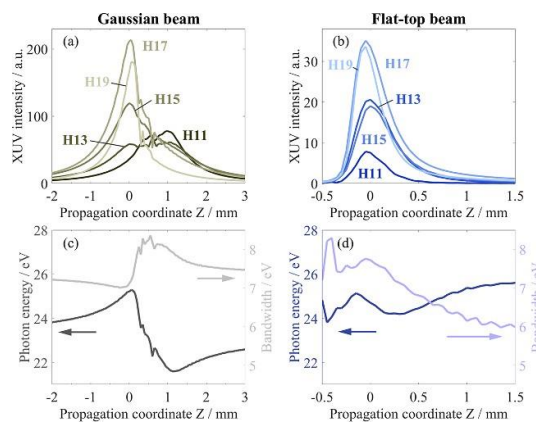 Gaussian beam
Flat-top beam
(a)
H17
H19
H15
H13
H11
XUV intensity / a.u.
200
100
0
-2 -1 0 1 2 3
Propagation coordinate Z / mm
(b)
H17
H19
H13
H15
H11
XUV intensity / a.u.
30
20
10
0
-0.5 0 0.5 1 1.5
Propagation coordinate Z / mm
(c)
Photon energy / eV
28
26
24
22
Bandwidth / eV
8
7
6
5
-2 -1 0 1 2 3
Propagation coordinate Z / mm
(d)
Photon energy / eV
28
26
24
22
Bandwidth / eV
8
7
6
5
-0.5 0 0.5 1 1.5
Propagation coordinate Z / mm